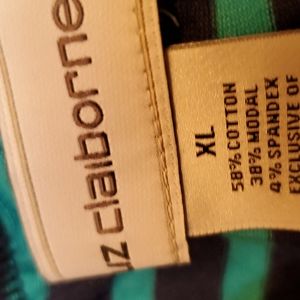 liz claiborne
XL
58% COTTON
38% MODAL
4% SPANDEX
EXCLUSIVE OF